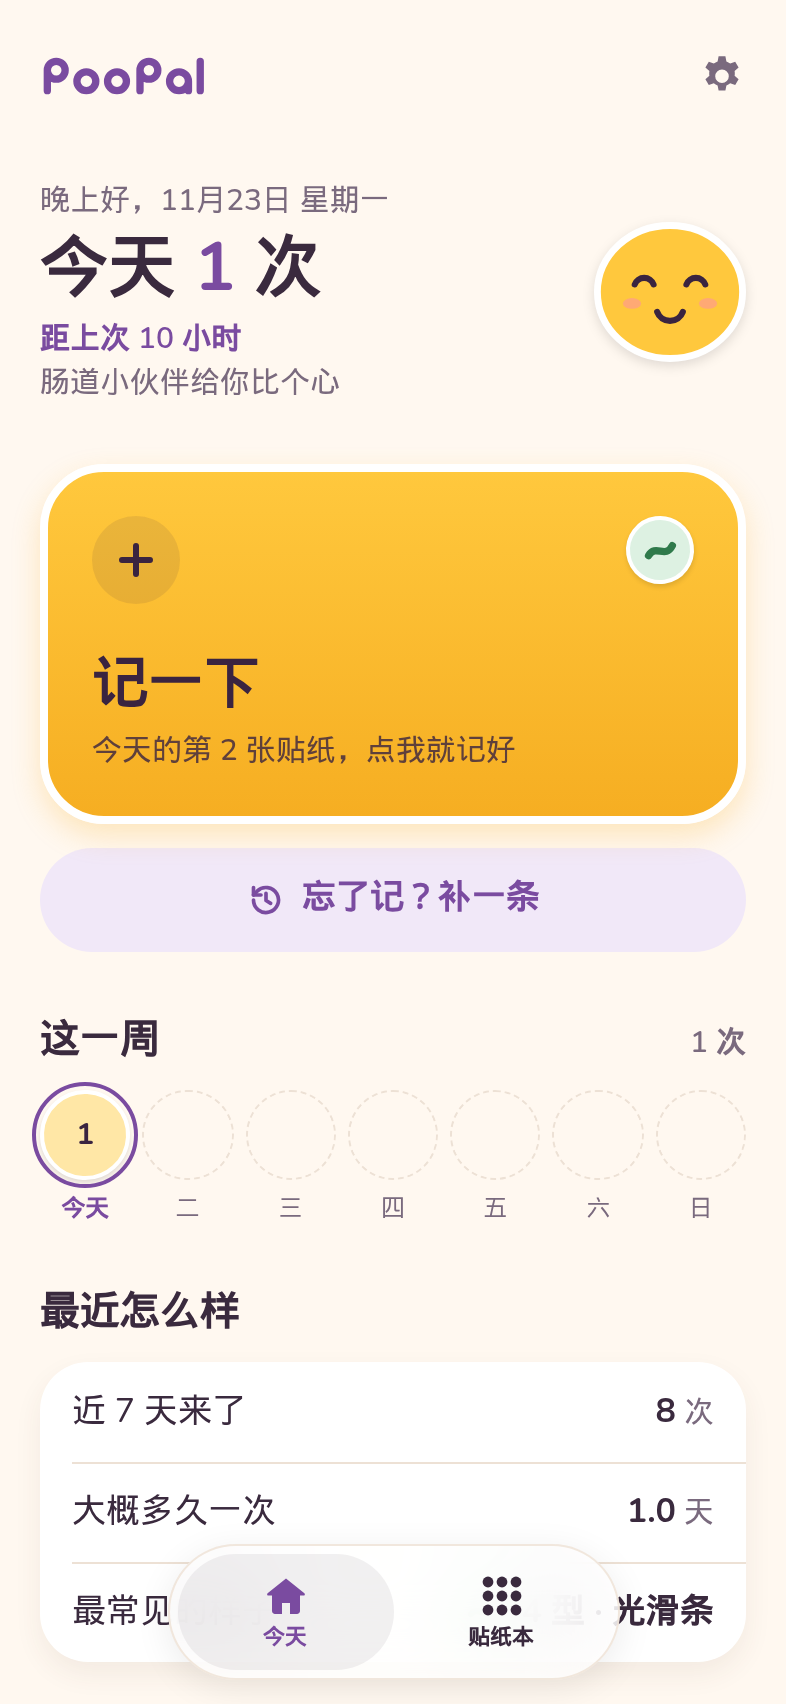 PooPal
晚上好，11月23日 星期一
今天 1 次
距上次 10 小时
肠道小伙伴给你比个心
记一下
今天的第 2 张贴纸，点我就记好
忘了记？补一条
这一周
1 次
1
今天 二 三 四 五 六 日
最近怎么样
近 7 天来了 8 次
大概多久一次 1.0 天
最常见 型 · 光滑条
今天 贴纸本